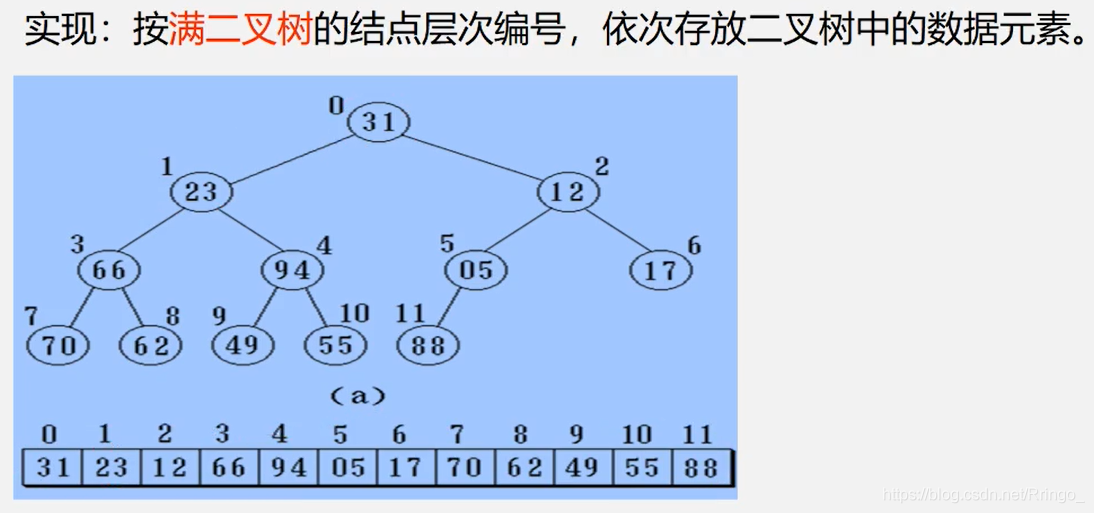 实现：按满二叉树的结点层次编号，依次存放二叉树中的数据元素。
0
31
1 2
23 12
3 4 5 6
66 94 05 17
7 8 9 10 11
70 62 49 55 88
(a)
0 1 2 3 4 5 6 7 8 9 10 11
31 23 12 66 94 05 17 70 62 49 55 88
https://blog.csdn.net/Rringo_